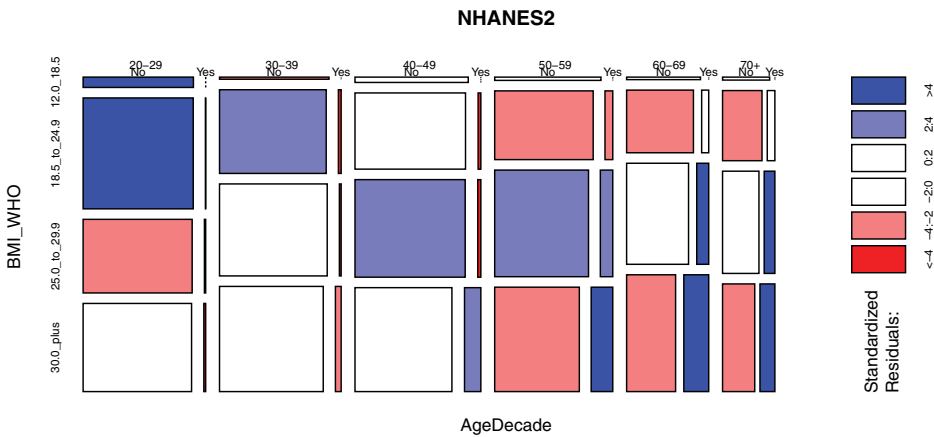 NHANES2
20−29 30−39 40−49 50−59 60−69 70+
No Yes No Yes No Yes No Yes No Yes No Yes
12.0_18.5
18.5_to_24.9
25.0_to_29.9
30.0_plus
BMI_WHO
AgeDecade
>4
2:4
0:2
−2:0
−4:−2
<−4
Standardized
Residuals: